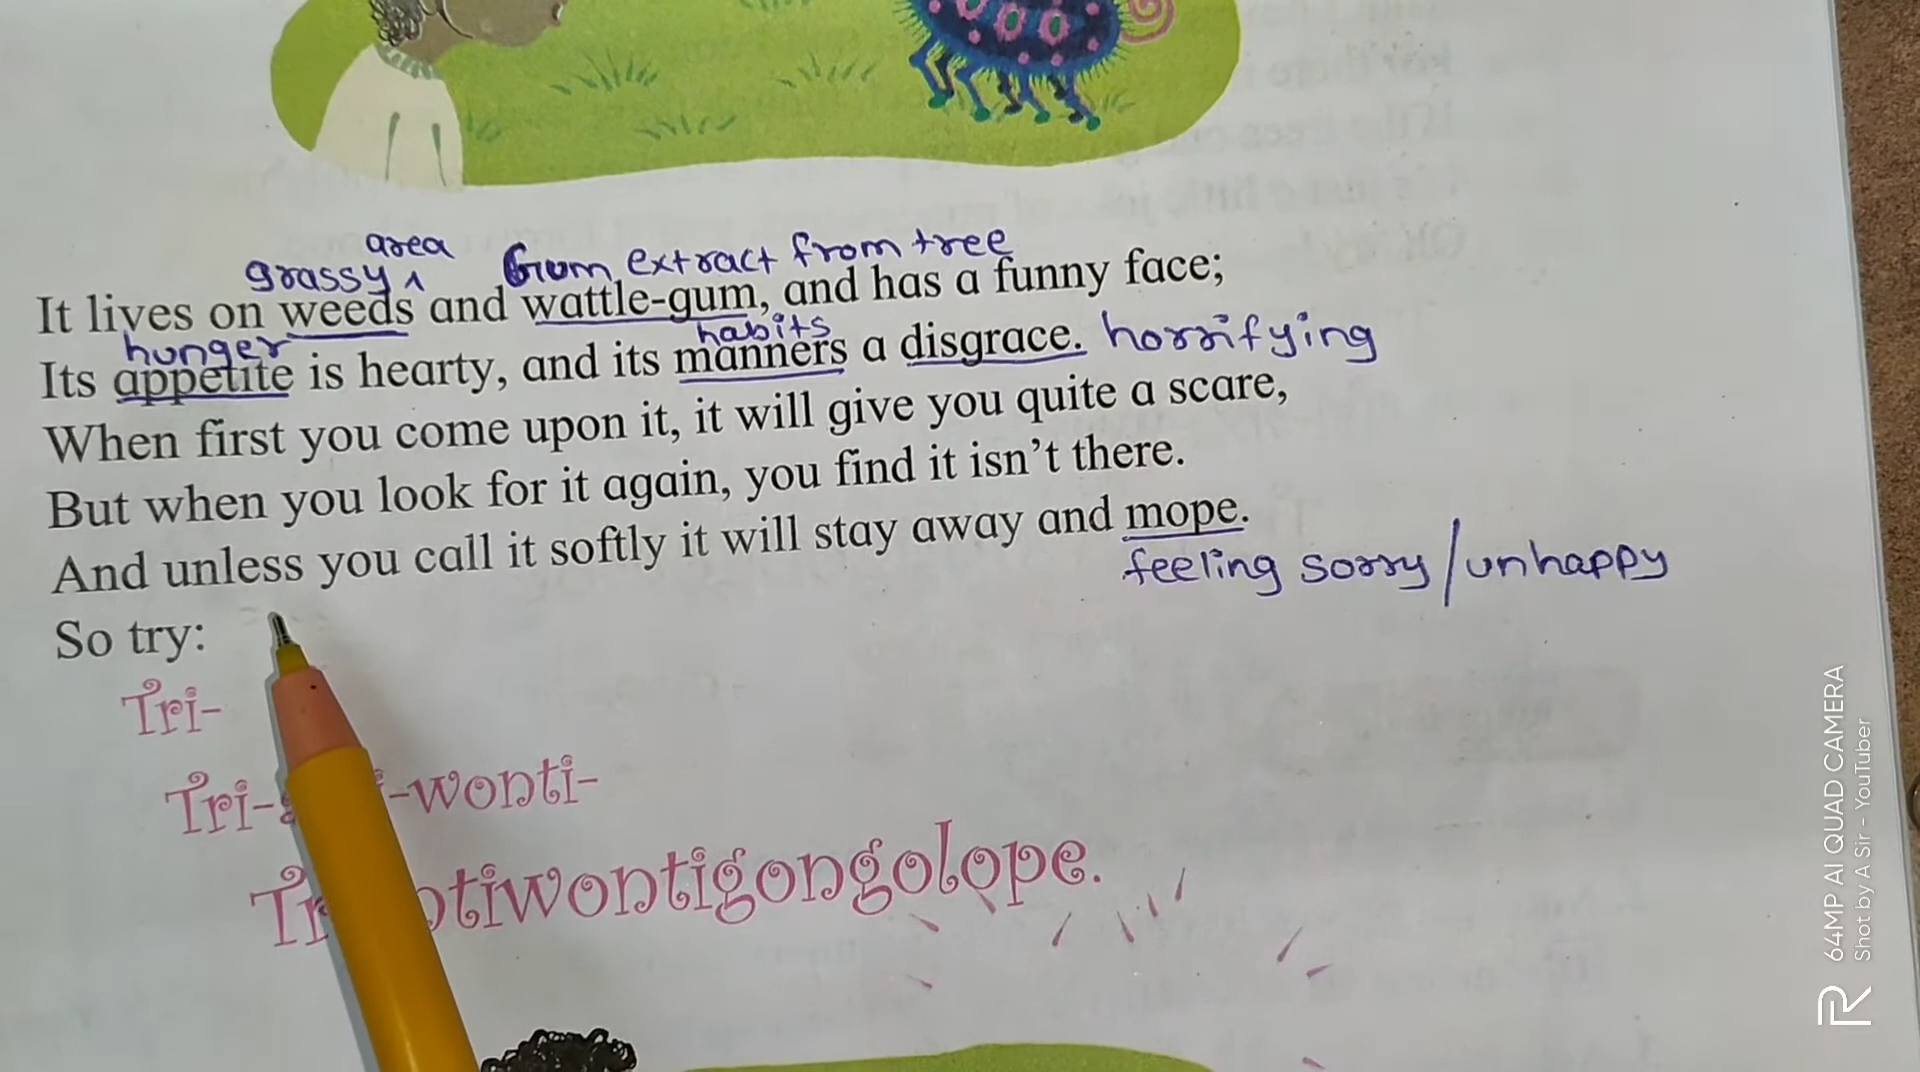 area
grassy ^ Gum extract from tree
It lives on weeds and wattle-gum, and has a funny face;
hunger habits
Its appetite is hearty, and its manners a disgrace. horrifying
When first you come upon it, it will give you quite a scare,
But when you look for it again, you find it isn't there.
And unless you call it softly it will stay away and mope.
feeling sorry/unhappy
So try:
Tri-
Tri- -wonti-
tiwontigongolope.
64MP AI QUAD CAMERA
Shot by A Sir - YouTuber